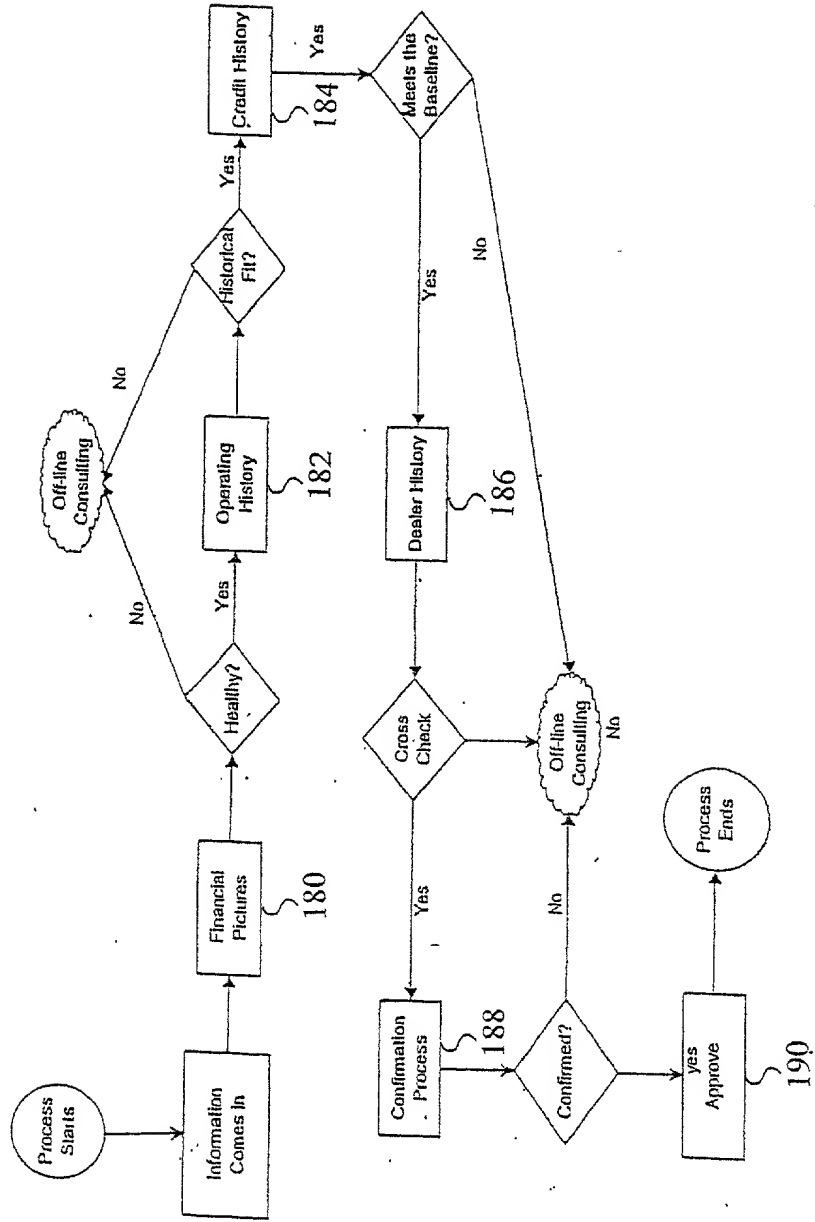 Process
Starts
Information
Comes In
Financial
Pictures
180
Healthy?
No
Yes
Off-line
Consulting
Operating
History
182
Historical
Fit?
No
Yes
Credit History
184
Yes
Meets the
Baseline?
Yes
No
Dealer History
186
Cross
Check
Yes
Off-line
Consulting
No
Confirmation
Process
188
Confirmed?
No
yes
Approve
190
Process
Ends